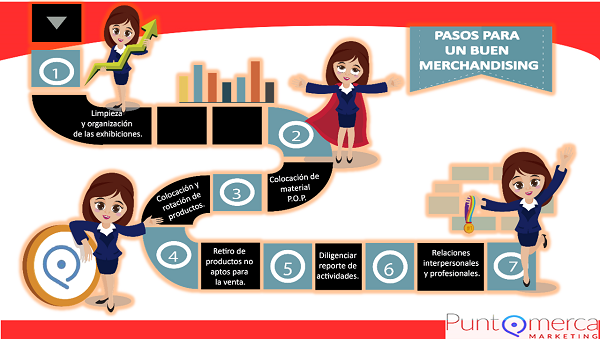 PASOS PARA
UN BUEN
MERCHANDISING
1
Limpieza
y organización
de las exhibiciones.
2
Colocación de
material
P.O.P.
3
Colocación y
rotación de
productos.
4
Retiro de
productos no
aptos para
la venta.
5
Diligenciar
reporte de
actividades.
6
Relaciones
interpersonales
y profesionales.
7
Punt merca
MARKETING